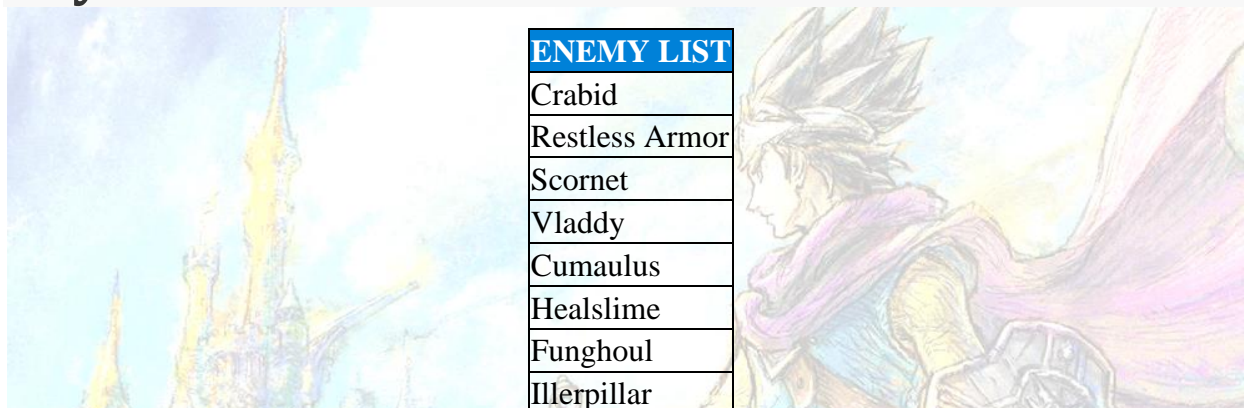 ENEMY LIST
Crabid
Restless Armor
Scornet
Vladdy
Cumaulus
Healslime
Funghoul
Illerpillar